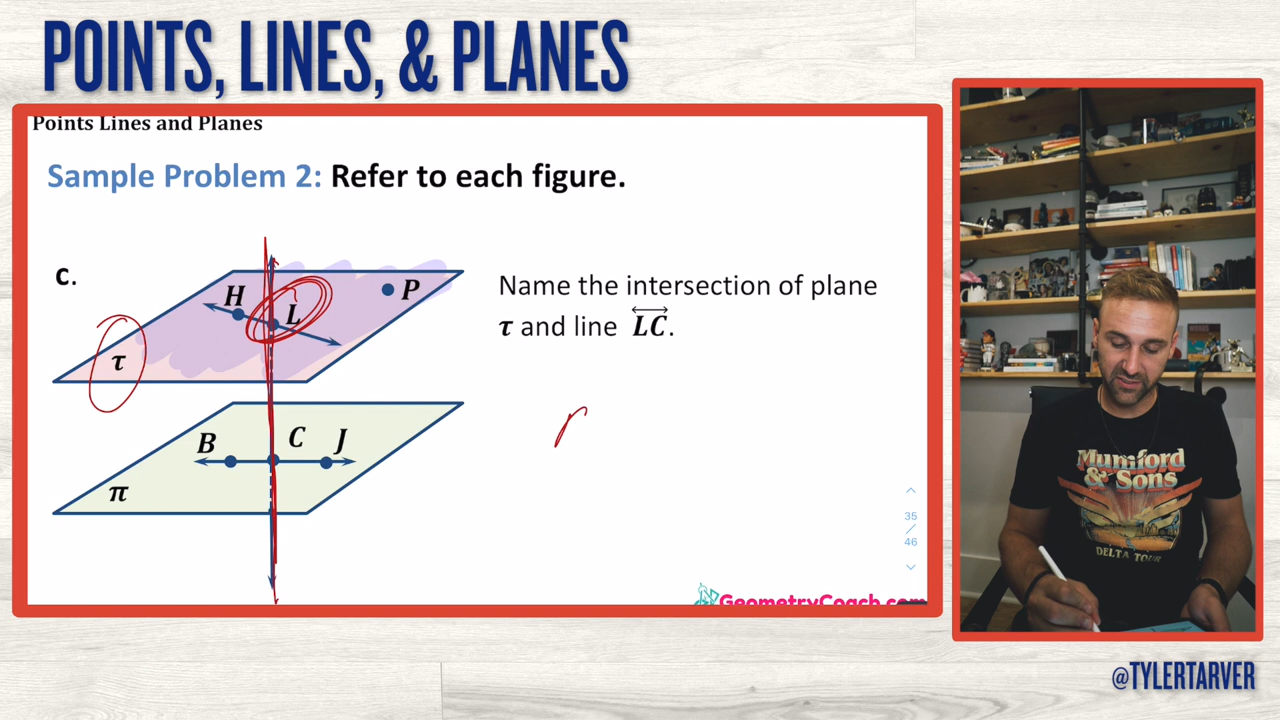 POINTS, LINES, & PLANES
Points Lines and Planes
Sample Problem 2: Refer to each figure.
c.
H
L
P
τ
Name the intersection of plane
τ and line LC.
B
C
J
π
35
/
46
GeometryCoach.com
Mumford
& Sons
DELTA TOUR
@TYLERTARVER